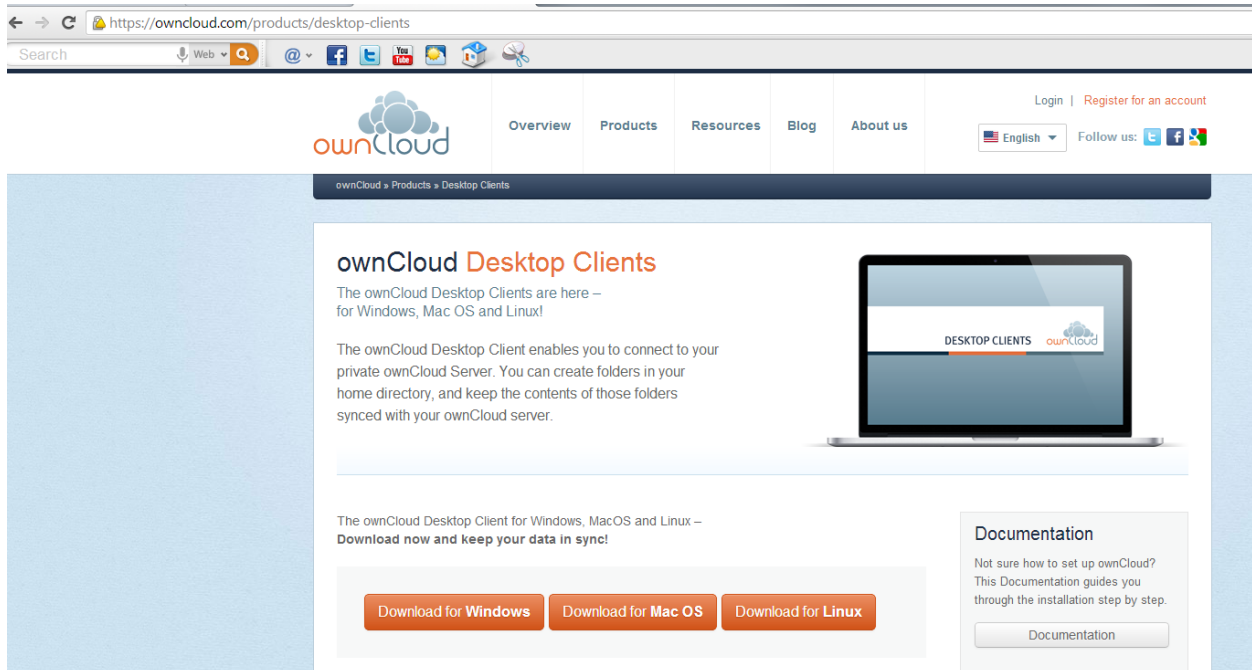 https://owncloud.com/products/desktop-clients
Search Web @ f t You Tube
ownCloud
Overview Products Resources Blog About us
Login | Register for an account
English Follow us: t f g
ownCloud » Products » Desktop Clients
ownCloud Desktop Clients
The ownCloud Desktop Clients are here –
for Windows, Mac OS and Linux!
The ownCloud Desktop Client enables you to connect to your
private ownCloud Server. You can create folders in your
home directory, and keep the contents of those folders
synced with your ownCloud server.
DESKTOP CLIENTS ownCloud
The ownCloud Desktop Client for Windows, MacOS and Linux –
Download now and keep your data in sync!
Download for Windows Download for Mac OS Download for Linux
Documentation
Not sure how to set up ownCloud?
This Documentation guides you
through the installation step by step.
Documentation